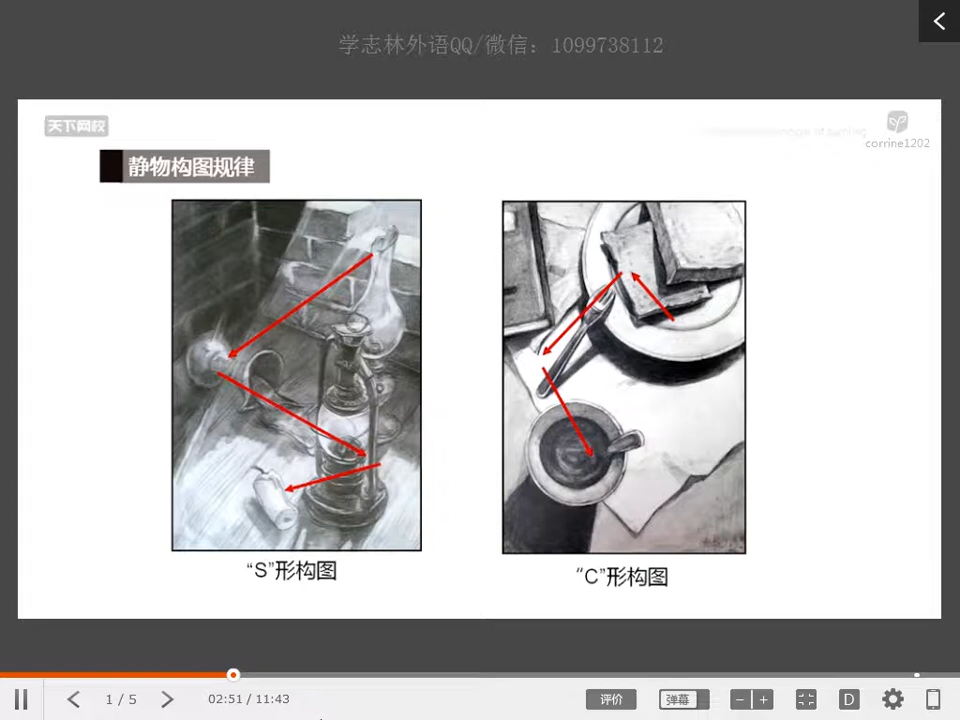 学志林外语QQ/微信：1099738112
天下网校
corrine1202
静物构图规律
“S”形构图
“C”形构图
1 / 5
02:51 / 11:43
评价
弹幕
D